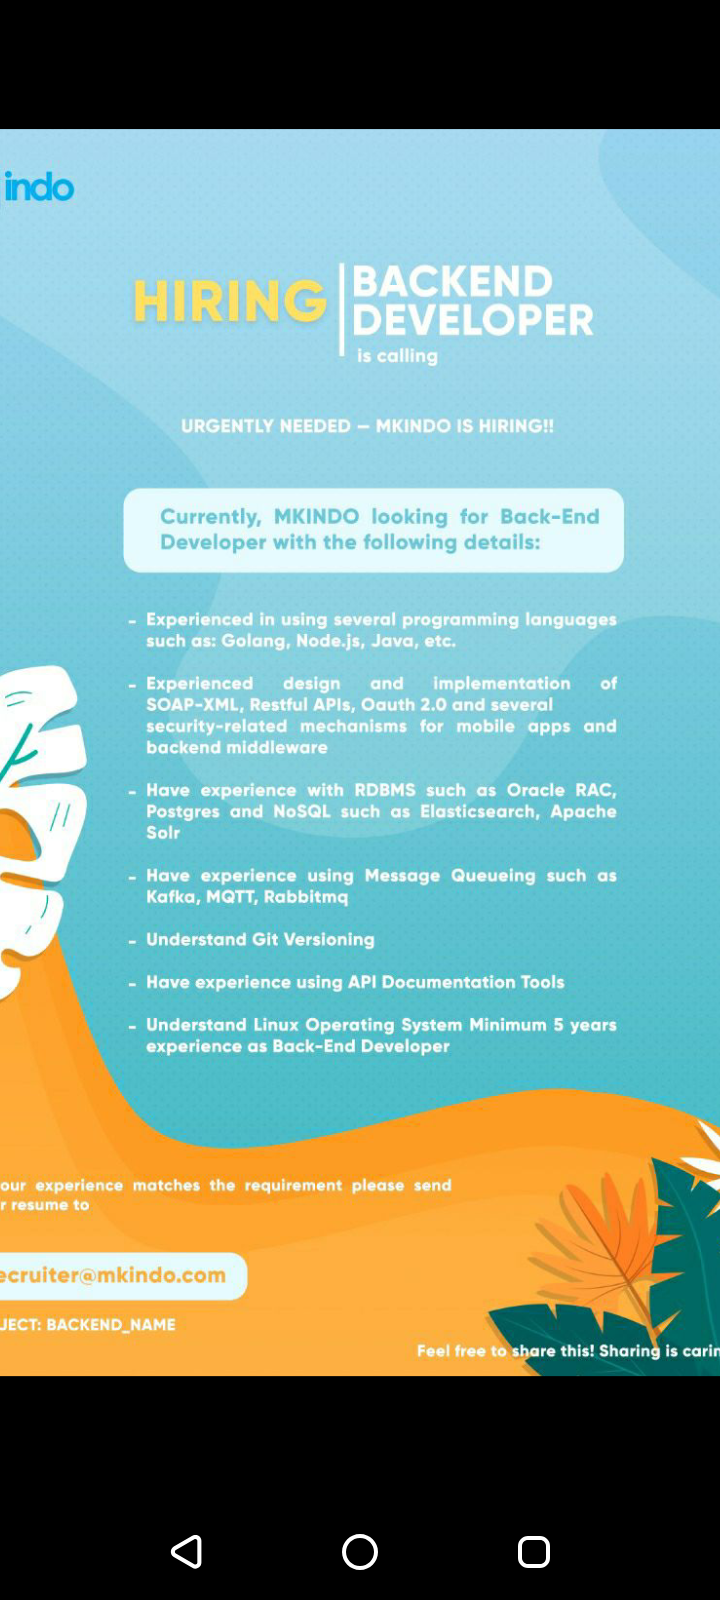 indo
HIRING
BACKEND
DEVELOPER
is calling
URGENTLY NEEDED – MKINDO IS HIRING!!
Currently, MKINDO looking for Back-End
Developer with the following details:
- Experienced in using several programming languages
such as: Golang, Node.js, Java, etc.
- Experienced design and implementation of
SOAP-XML, Restful APIs, Oauth 2.0 and several
security-related mechanisms for mobile apps and
backend middleware
- Have experience with RDBMS such as Oracle RAC,
Postgres and NoSQL such as Elasticsearch, Apache
Solr
- Have experience using Message Queueing such as
Kafka, MQTT, Rabbitmq
- Understand Git Versioning
- Have experience using API Documentation Tools
- Understand Linux Operating System Minimum 5 years
experience as Back-End Developer
our experience matches the requirement please send
r resume to
ecruiter@mkindo.com
JECT: BACKEND_NAME
Feel free to share this! Sharing is carin